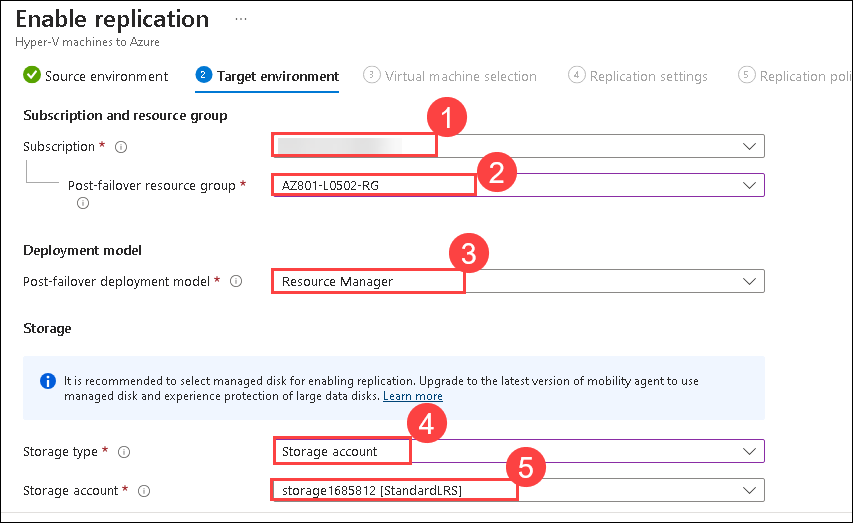 Enable replication ...
Hyper-V machines to Azure
Source environment 2 Target environment 3 Virtual machine selection 4 Replication settings 5 Replication poli
Subscription and resource group
1
Subscription * i
2
Post-failover resource group * AZ801-L0502-RG
i
Deployment model
3
Post-failover deployment model * i Resource Manager
Storage
i It is recommended to select managed disk for enabling replication. Upgrade to the latest version of mobility agent to use
managed disk and experience protection of large data disks. Learn more
4
Storage type * i Storage account
5
Storage account * i storage1685812 [StandardLRS]